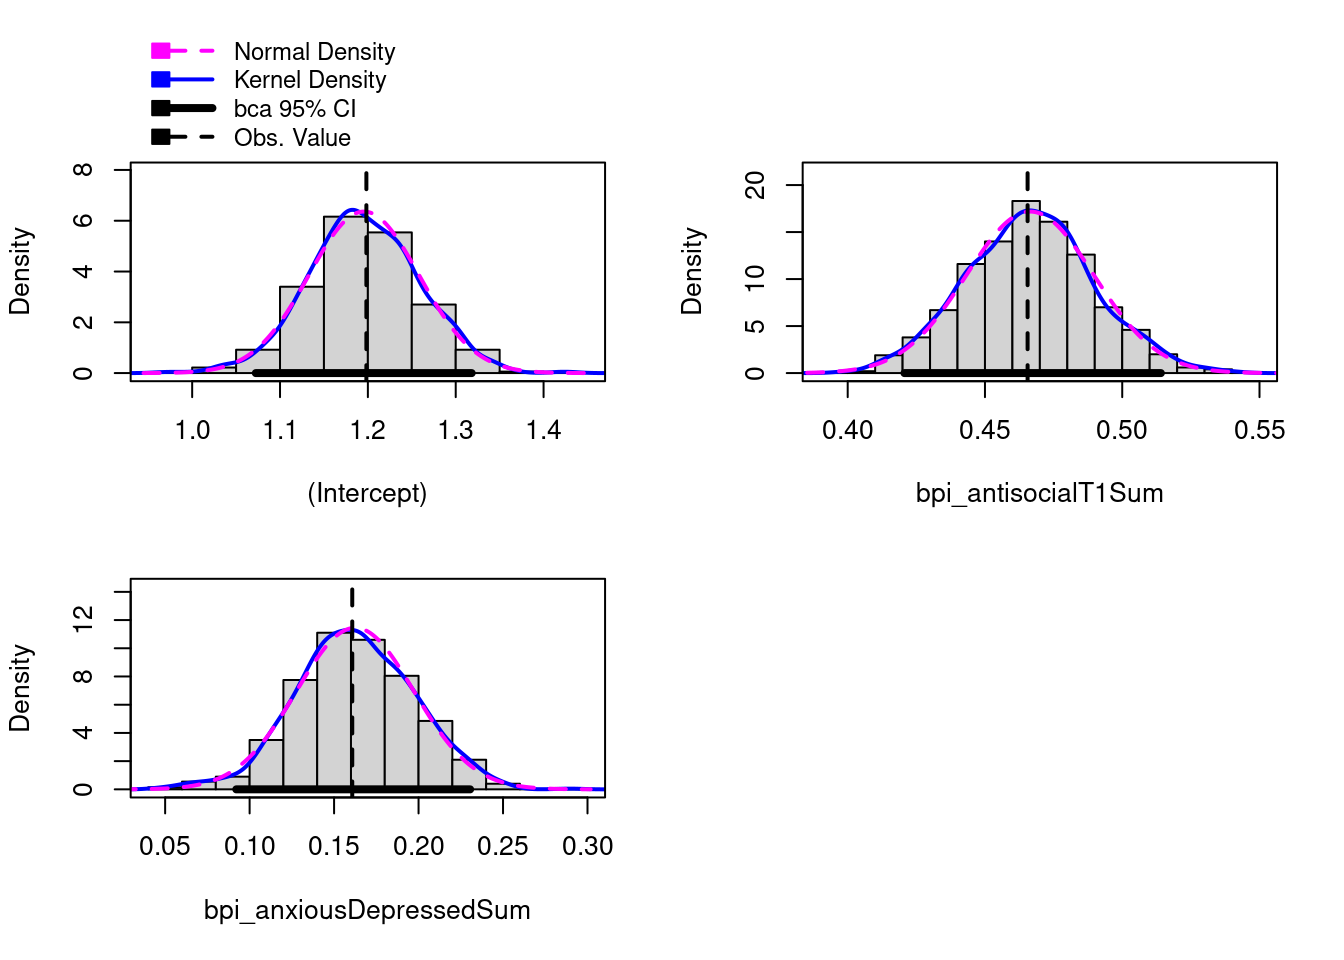 Normal Density
Kernel Density
bca 95% CI
Obs. Value
Density
0
2
4
6
8
1.0 1.1 1.2 1.3 1.4
(Intercept)
Density
0
5
10
20
0.40 0.45 0.50 0.55
bpi_antisocialT1Sum
Density
0
4
8
12
0.05 0.10 0.15 0.20 0.25 0.30
bpi_anxiousDepressedSum